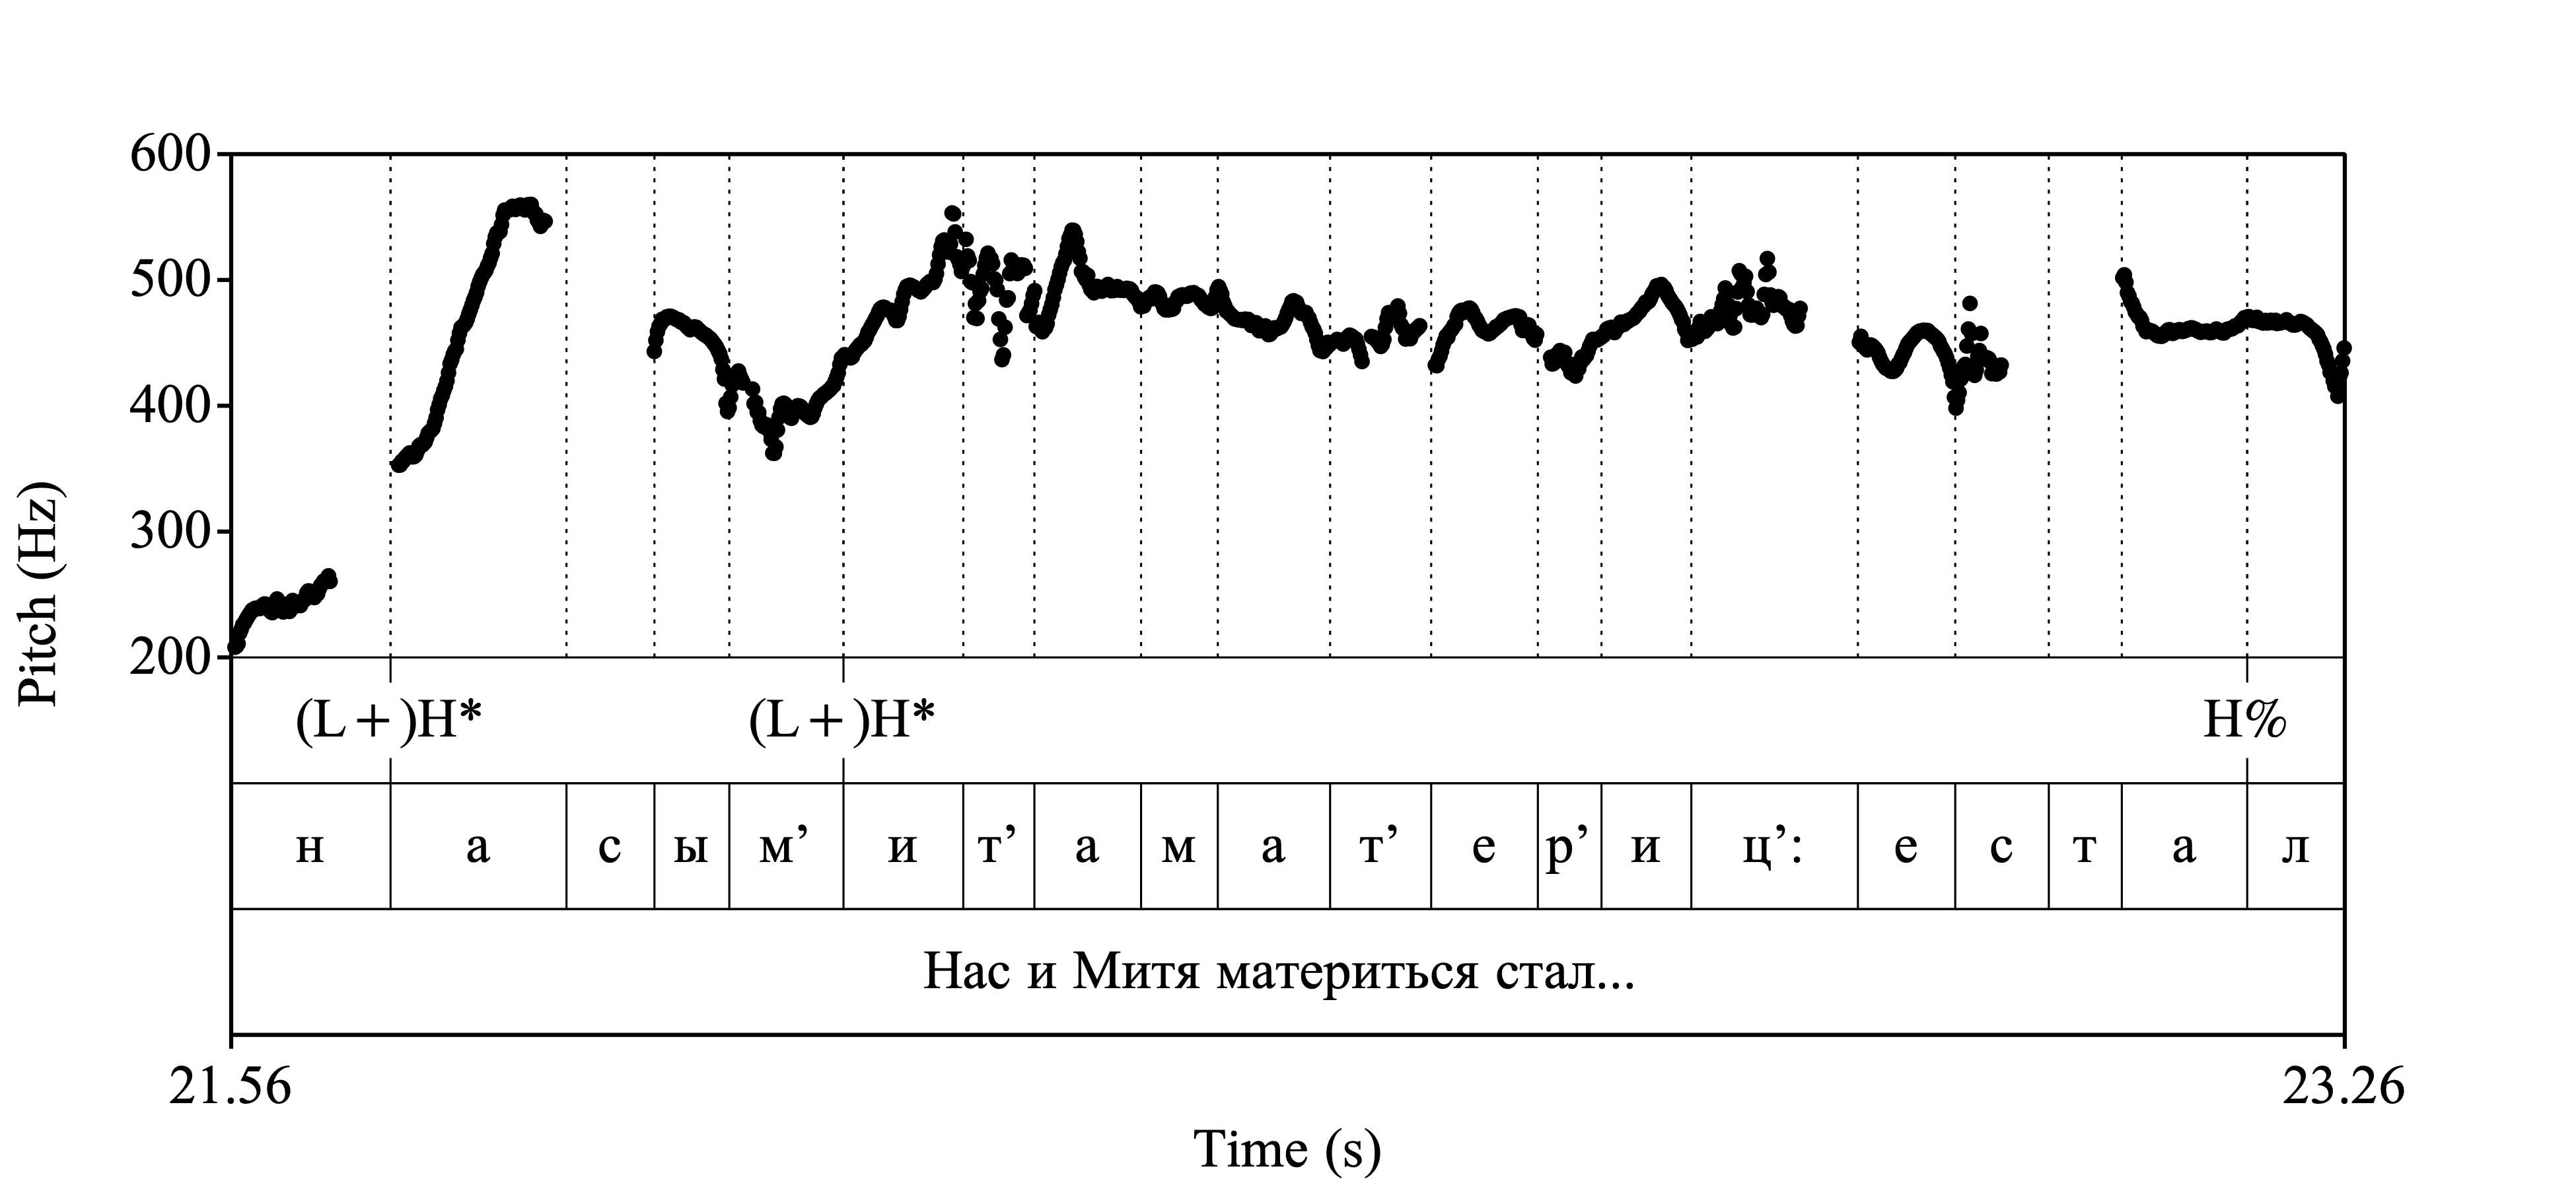 600
500
400
300
200
Pitch (Hz)
(L+)H* (L+)H* H%
н а с ы м’ и т’ а м а т’ е р’ и ц’: е с т а л
Нас и Митя материться стал...
21.56 23.26
Time (s)